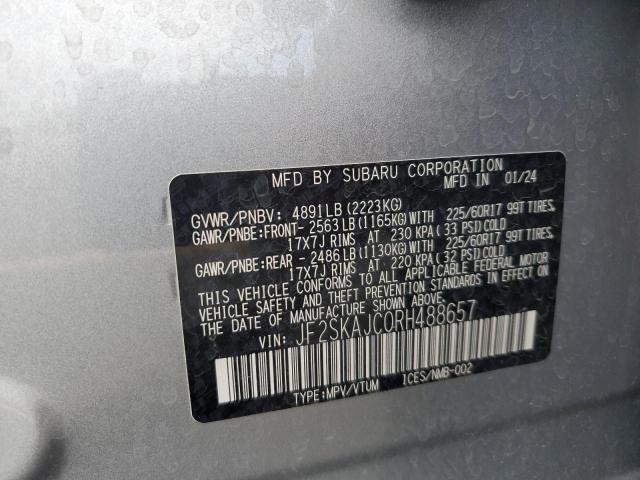 MFD BY SUBARU CORPORATION MFD IN 01/24
GVWR/PNBV: 4891LB (2223KG)
GAWR/PNBE:FRONT- 2563 LB (1165KG)WITH 225/60R17 99T TIRES,
17X7J RIMS AT 230 KPA ( 33 PSI) COLD
GAWR/PNBE:REAR - 2486 LB (1130KG)WITH 225/60R17 99T TIRES,
17X7J RIMS AT 220 KPA ( 32 PSI) COLD
THIS VEHICLE CONFORMS TO ALL APPLICABLE FEDERAL MOTOR
VEHICLE SAFETY AND THEFT PREVENTION STANDARDS IN EFFECT ON
THE DATE OF MANUFACTURE SHOWN ABOVE.
VIN: JF2SKAJC0RH488657
TYPE:MPV/VTUM ICES/NMB-002